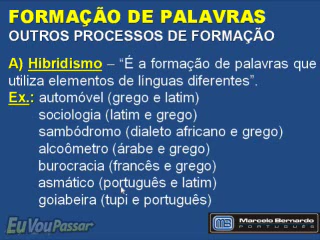 FORMAÇÃO DE PALAVRAS
OUTROS PROCESSOS DE FORMAÇÃO
A) Hibridismo – “É a formação de palavras que
utiliza elementos de línguas diferentes”.
Ex.: automóvel (grego e latim)
sociologia (latim e grego)
sambódromo (dialeto africano e grego)
alcoômetro (árabe e grego)
burocracia (francês e grego)
asmático (português e latim)
goiabeira (tupi e português)
EuVouPassar
MB
Marcelo Bernardo
PORTUGUÊS